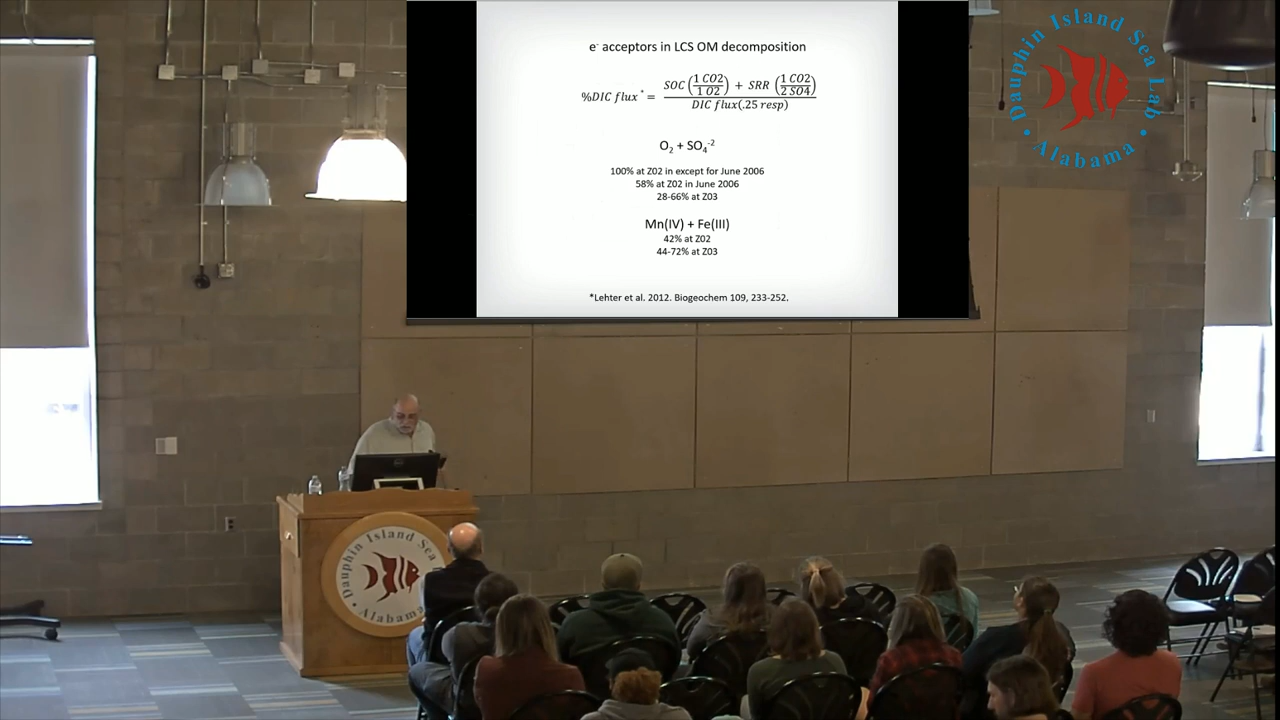 e- acceptors in LCS OM decomposition
%DIC flux * = SOC (1 CO2/1 O2) + SRR (1 CO2/2 SO4) / DIC flux(.25 resp)
O2 + SO4-2
100% at Z02 in except for June 2006
58% at Z02 in June 2006
28-66% at Z03
Mn(IV) + Fe(III)
42% at Z02
44-72% at Z03
*Lehter et al. 2012. Biogeochem 109, 233-252.
Dauphin Island Sea Lab
• Alabama •
Dauphin Island Sea
• Alabama